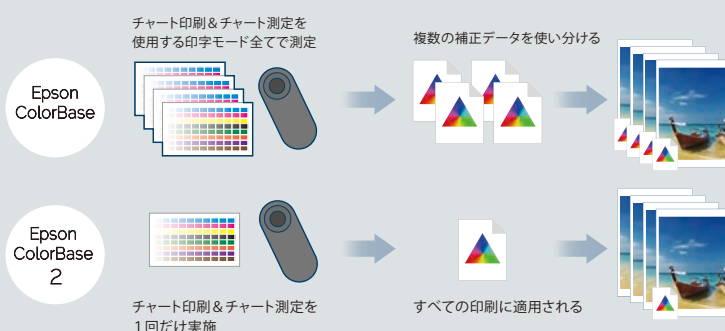 チャート印刷＆チャート測定を
使用する印字モード全てで測定
複数の補正データを使い分ける
Epson
ColorBase
Epson
ColorBase
2
チャート印刷＆チャート測定を
１回だけ実施
すべての印刷に適用される